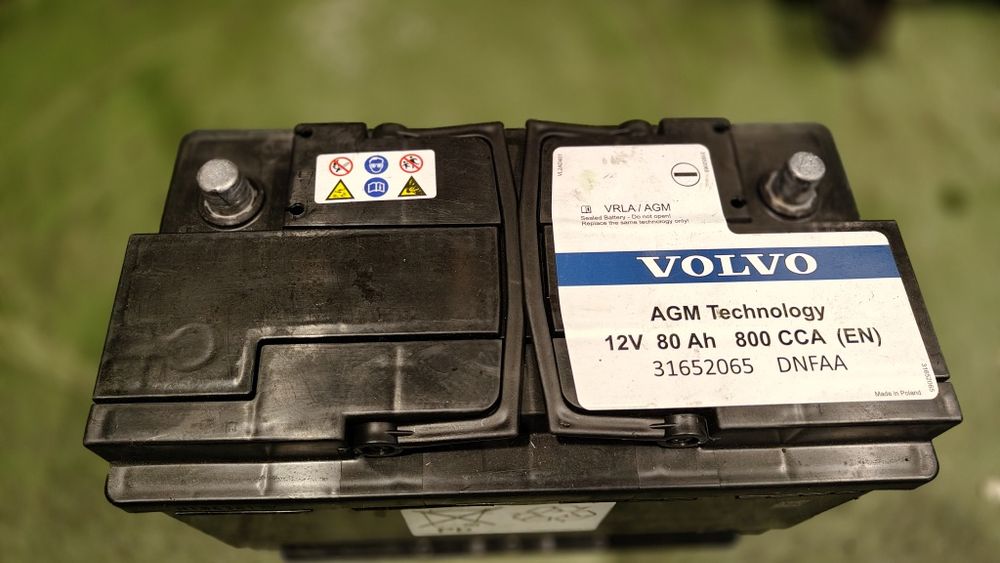 VRLA / AGM
Sealed Battery - Do not open!
Replace the same technology only!
VOLVO
AGM Technology
12V 80 Ah 800 CCA (EN)
31652065 DNFAA
Made in Poland
31652065